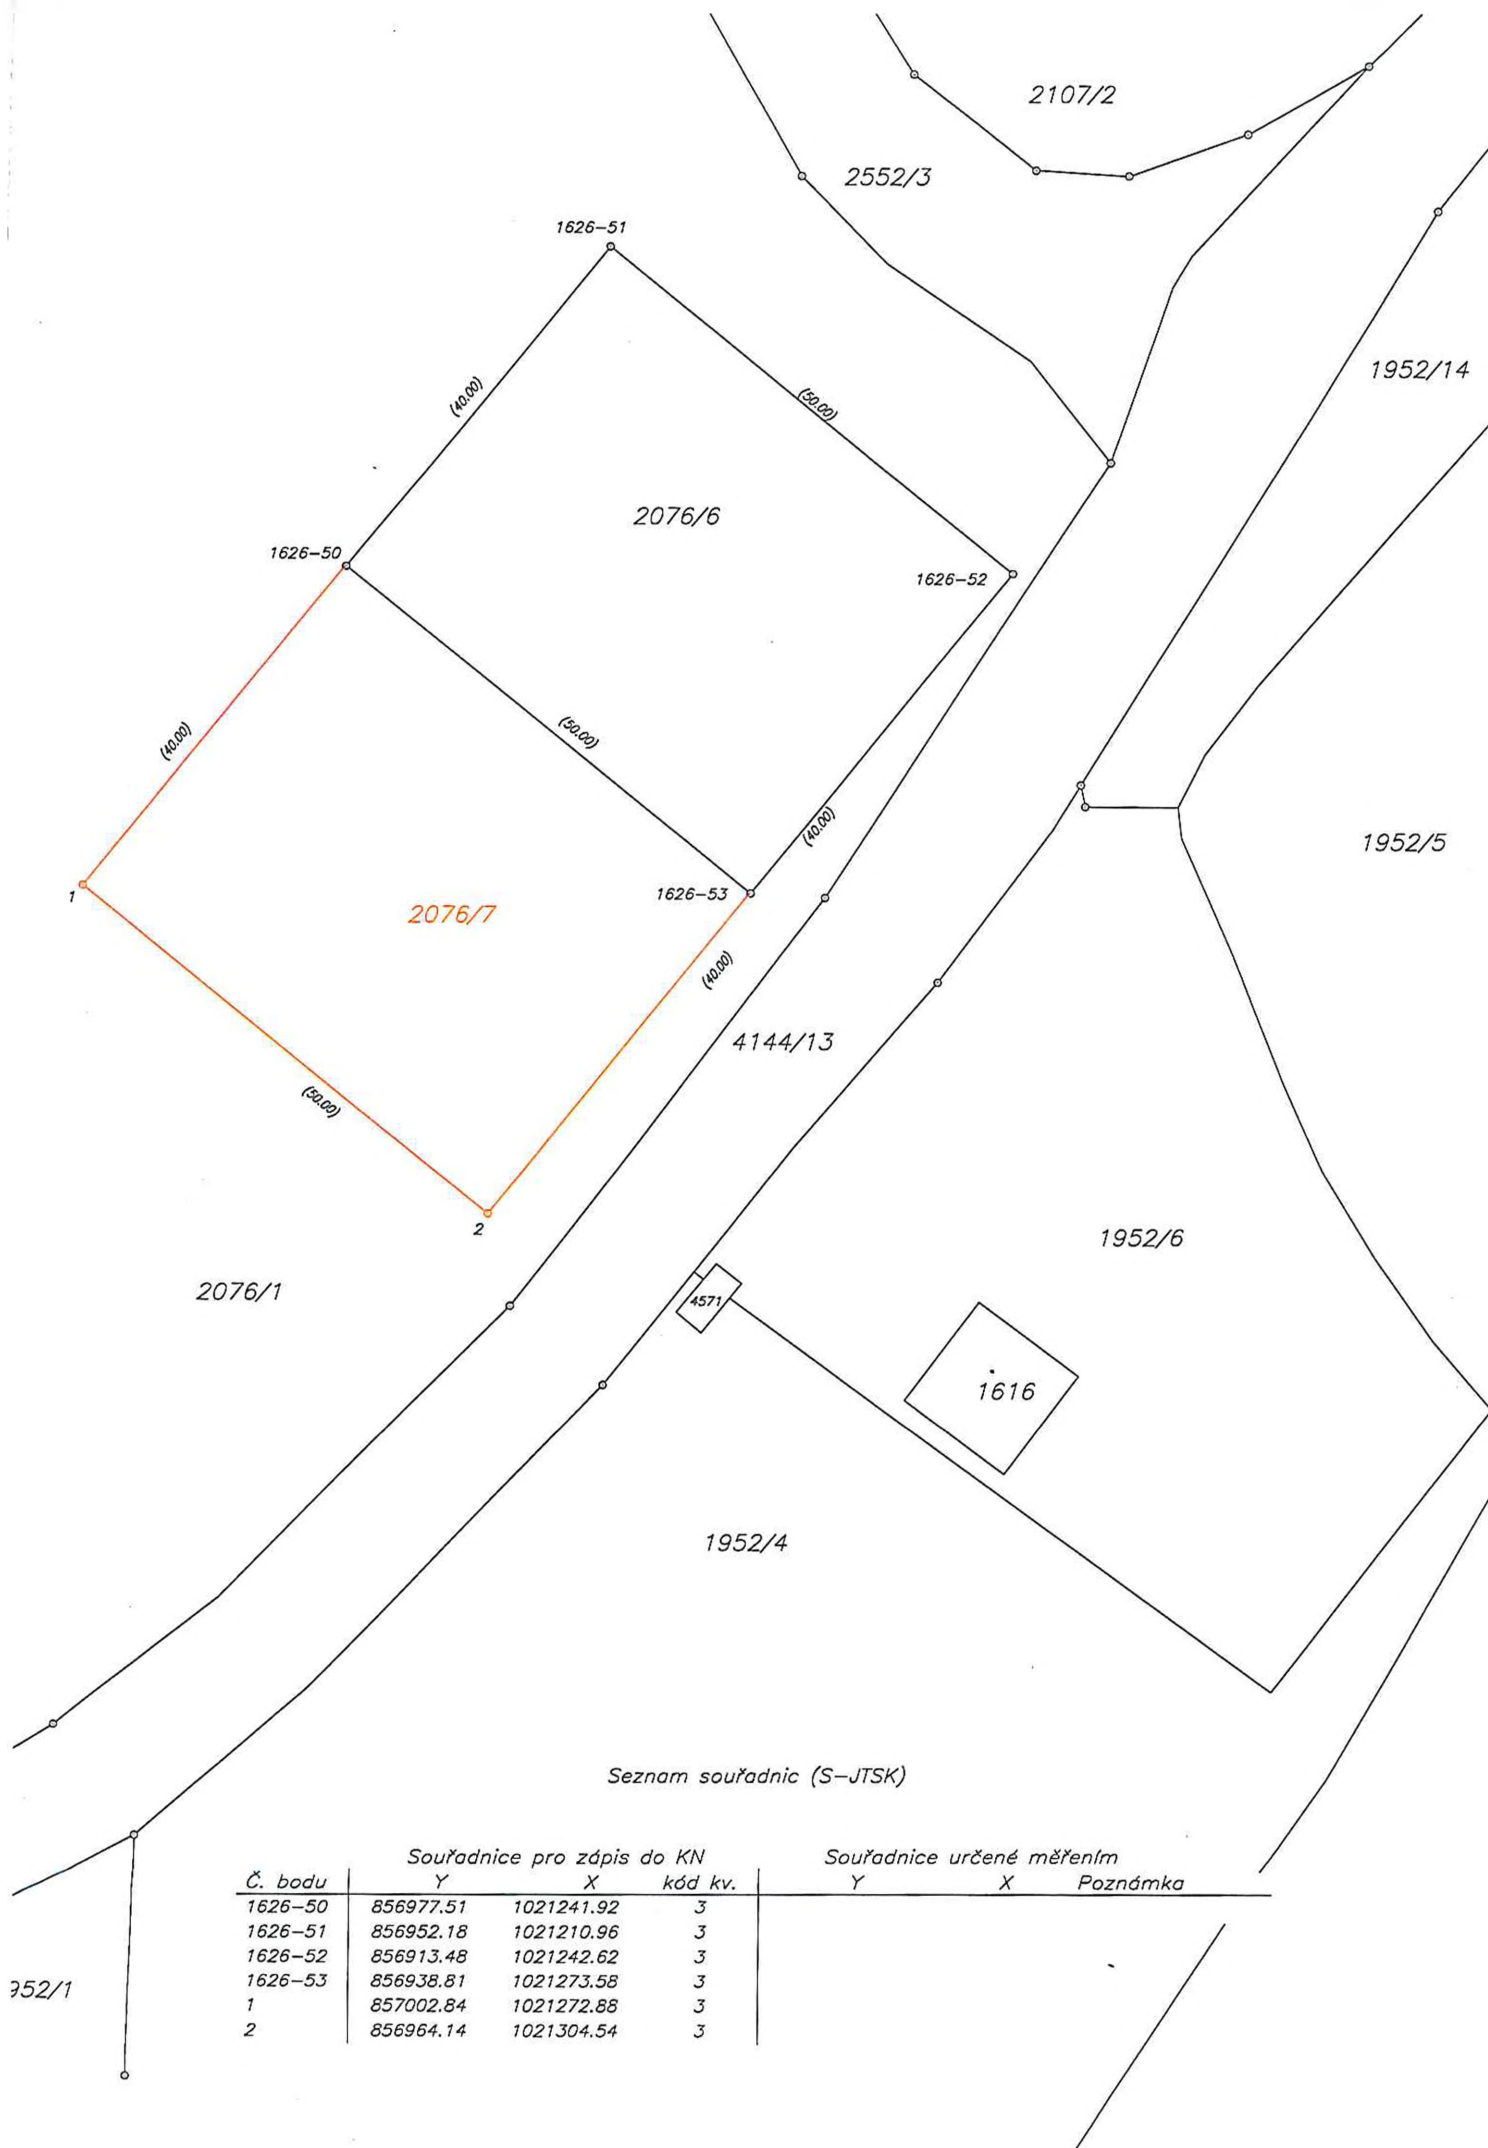 2107/2
2552/3
1626-51
1952/14
(40.00)
(50.00)
2076/6
1626-50
1626-52
(40.00)
(50.00)
(40.00)
1952/5
1626-53
1
2076/7
(40.00)
4144/13
(50.00)
2
1952/6
2076/1
4571
1616
1952/4
Seznam souřadnic (S-JTSK)
Souřadnice pro zápis do KN Souřadnice určené měřením
Č. bodu Y X kód kv. Y X Poznámka
1626-50 856977.51 1021241.92 3
1626-51 856952.18 1021210.96 3
1626-52 856913.48 1021242.62 3
1626-53 856938.81 1021273.58 3
1 857002.84 1021272.88 3
2 856964.14 1021304.54 3
952/1